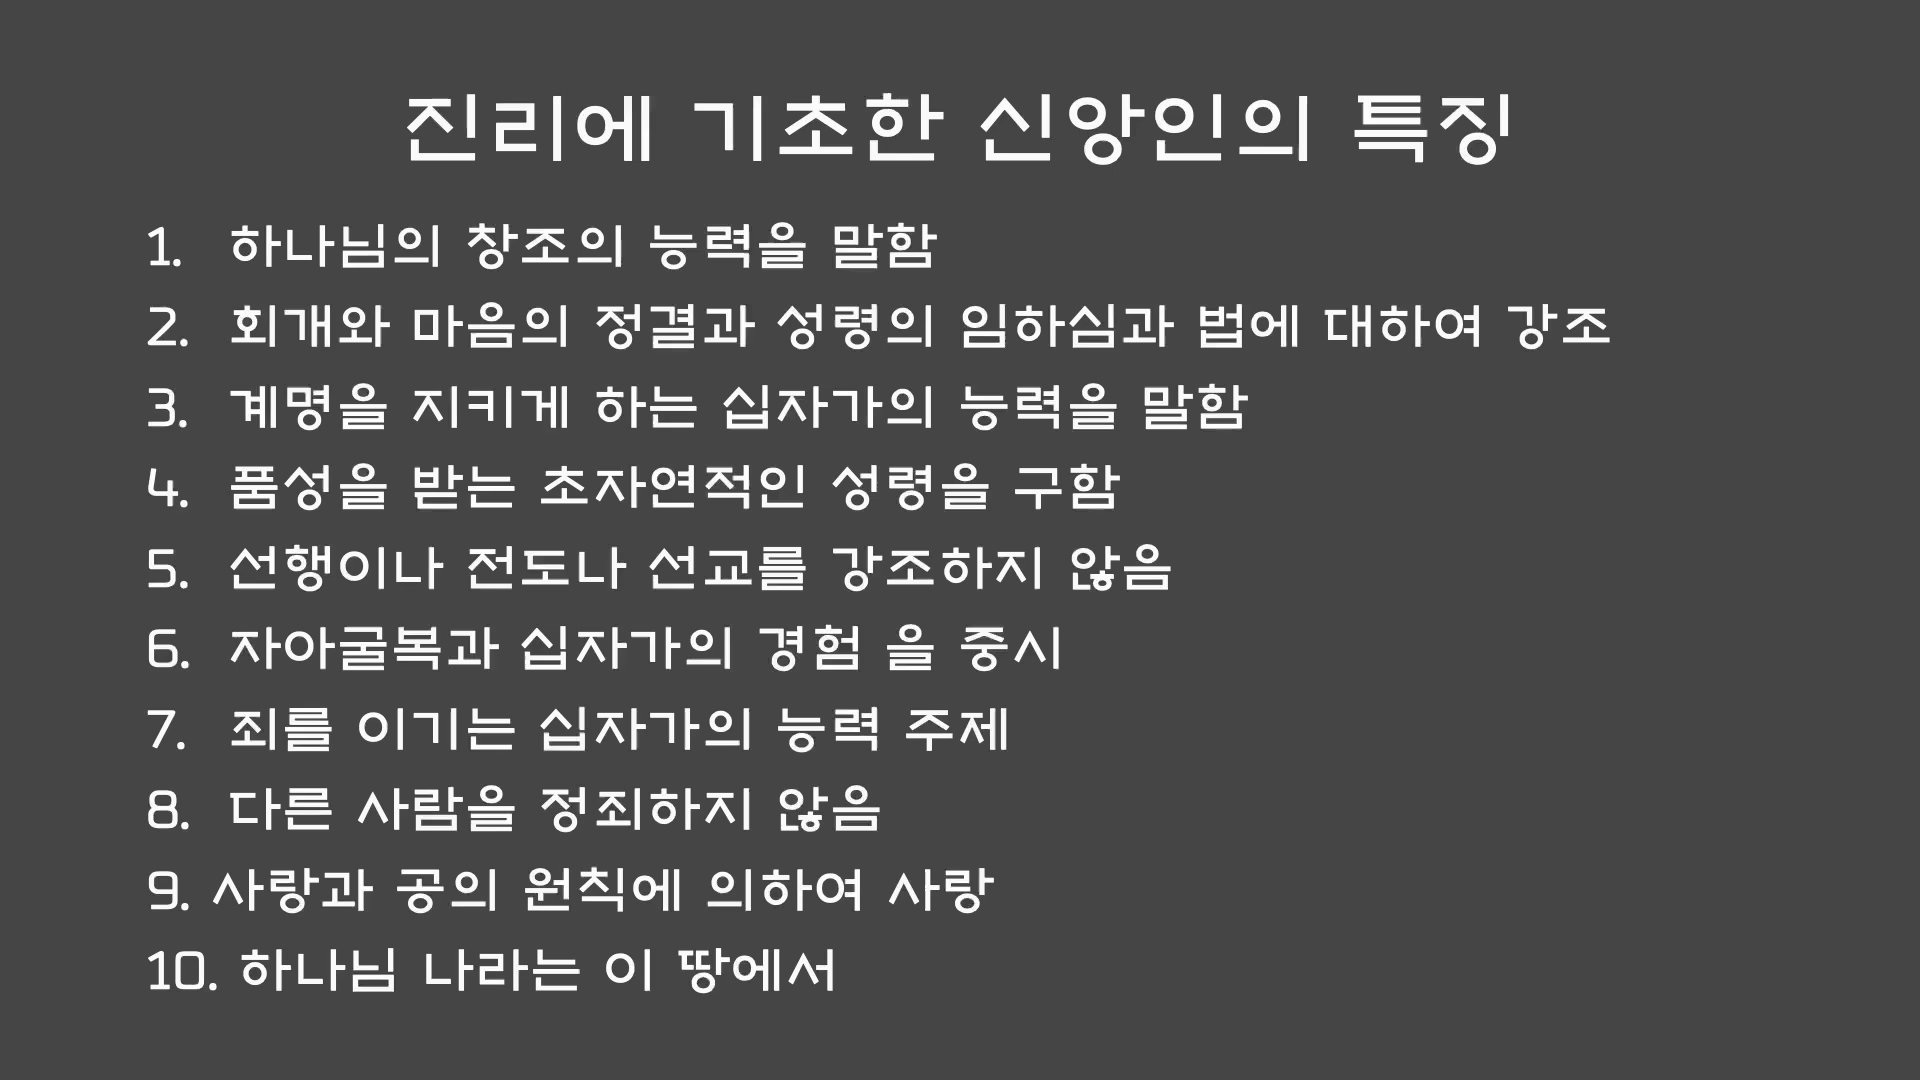 진리에 기초한 신앙인의 특징
1. 하나님의 창조의 능력을 말함
2. 회개와 마음의 정결과 성령의 임하심과 법에 대하여 강조
3. 계명을 지키게 하는 십자가의 능력을 말함
4. 품성을 받는 초자연적인 성령을 구함
5. 선행이나 전도나 선교를 강조하지 않음
6. 자아굴복과 십자가의 경험 을 중시
7. 죄를 이기는 십자가의 능력 주제
8. 다른 사람을 정죄하지 않음
9. 사랑과 공의 원칙에 의하여 사랑
10. 하나님 나라는 이 땅에서